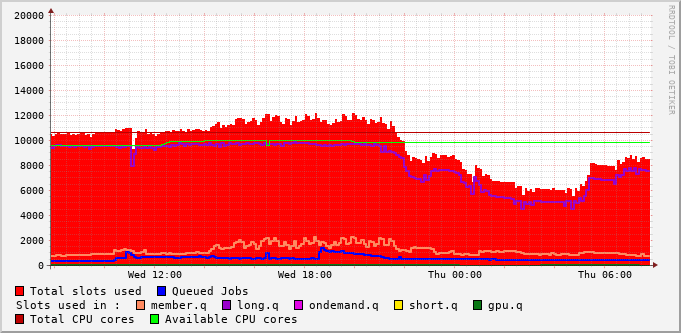 20000
18000
16000
14000
12000
10000
8000
6000
4000
2000
0
Wed 12:00 Wed 18:00 Thu 00:00 Thu 06:00
RRDTOOL / TOBI OETIKER
Total slots used Queued Jobs
Slots used in : member.q long.q ondemand.q short.q gpu.q
Total CPU cores Available CPU cores